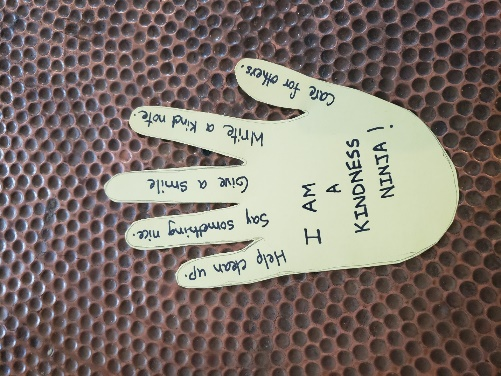 Care for others.
Write a kind note.
Give a smile
Say something nice.
Help clean up.
I AM
A
KINDNESS
NINJA!